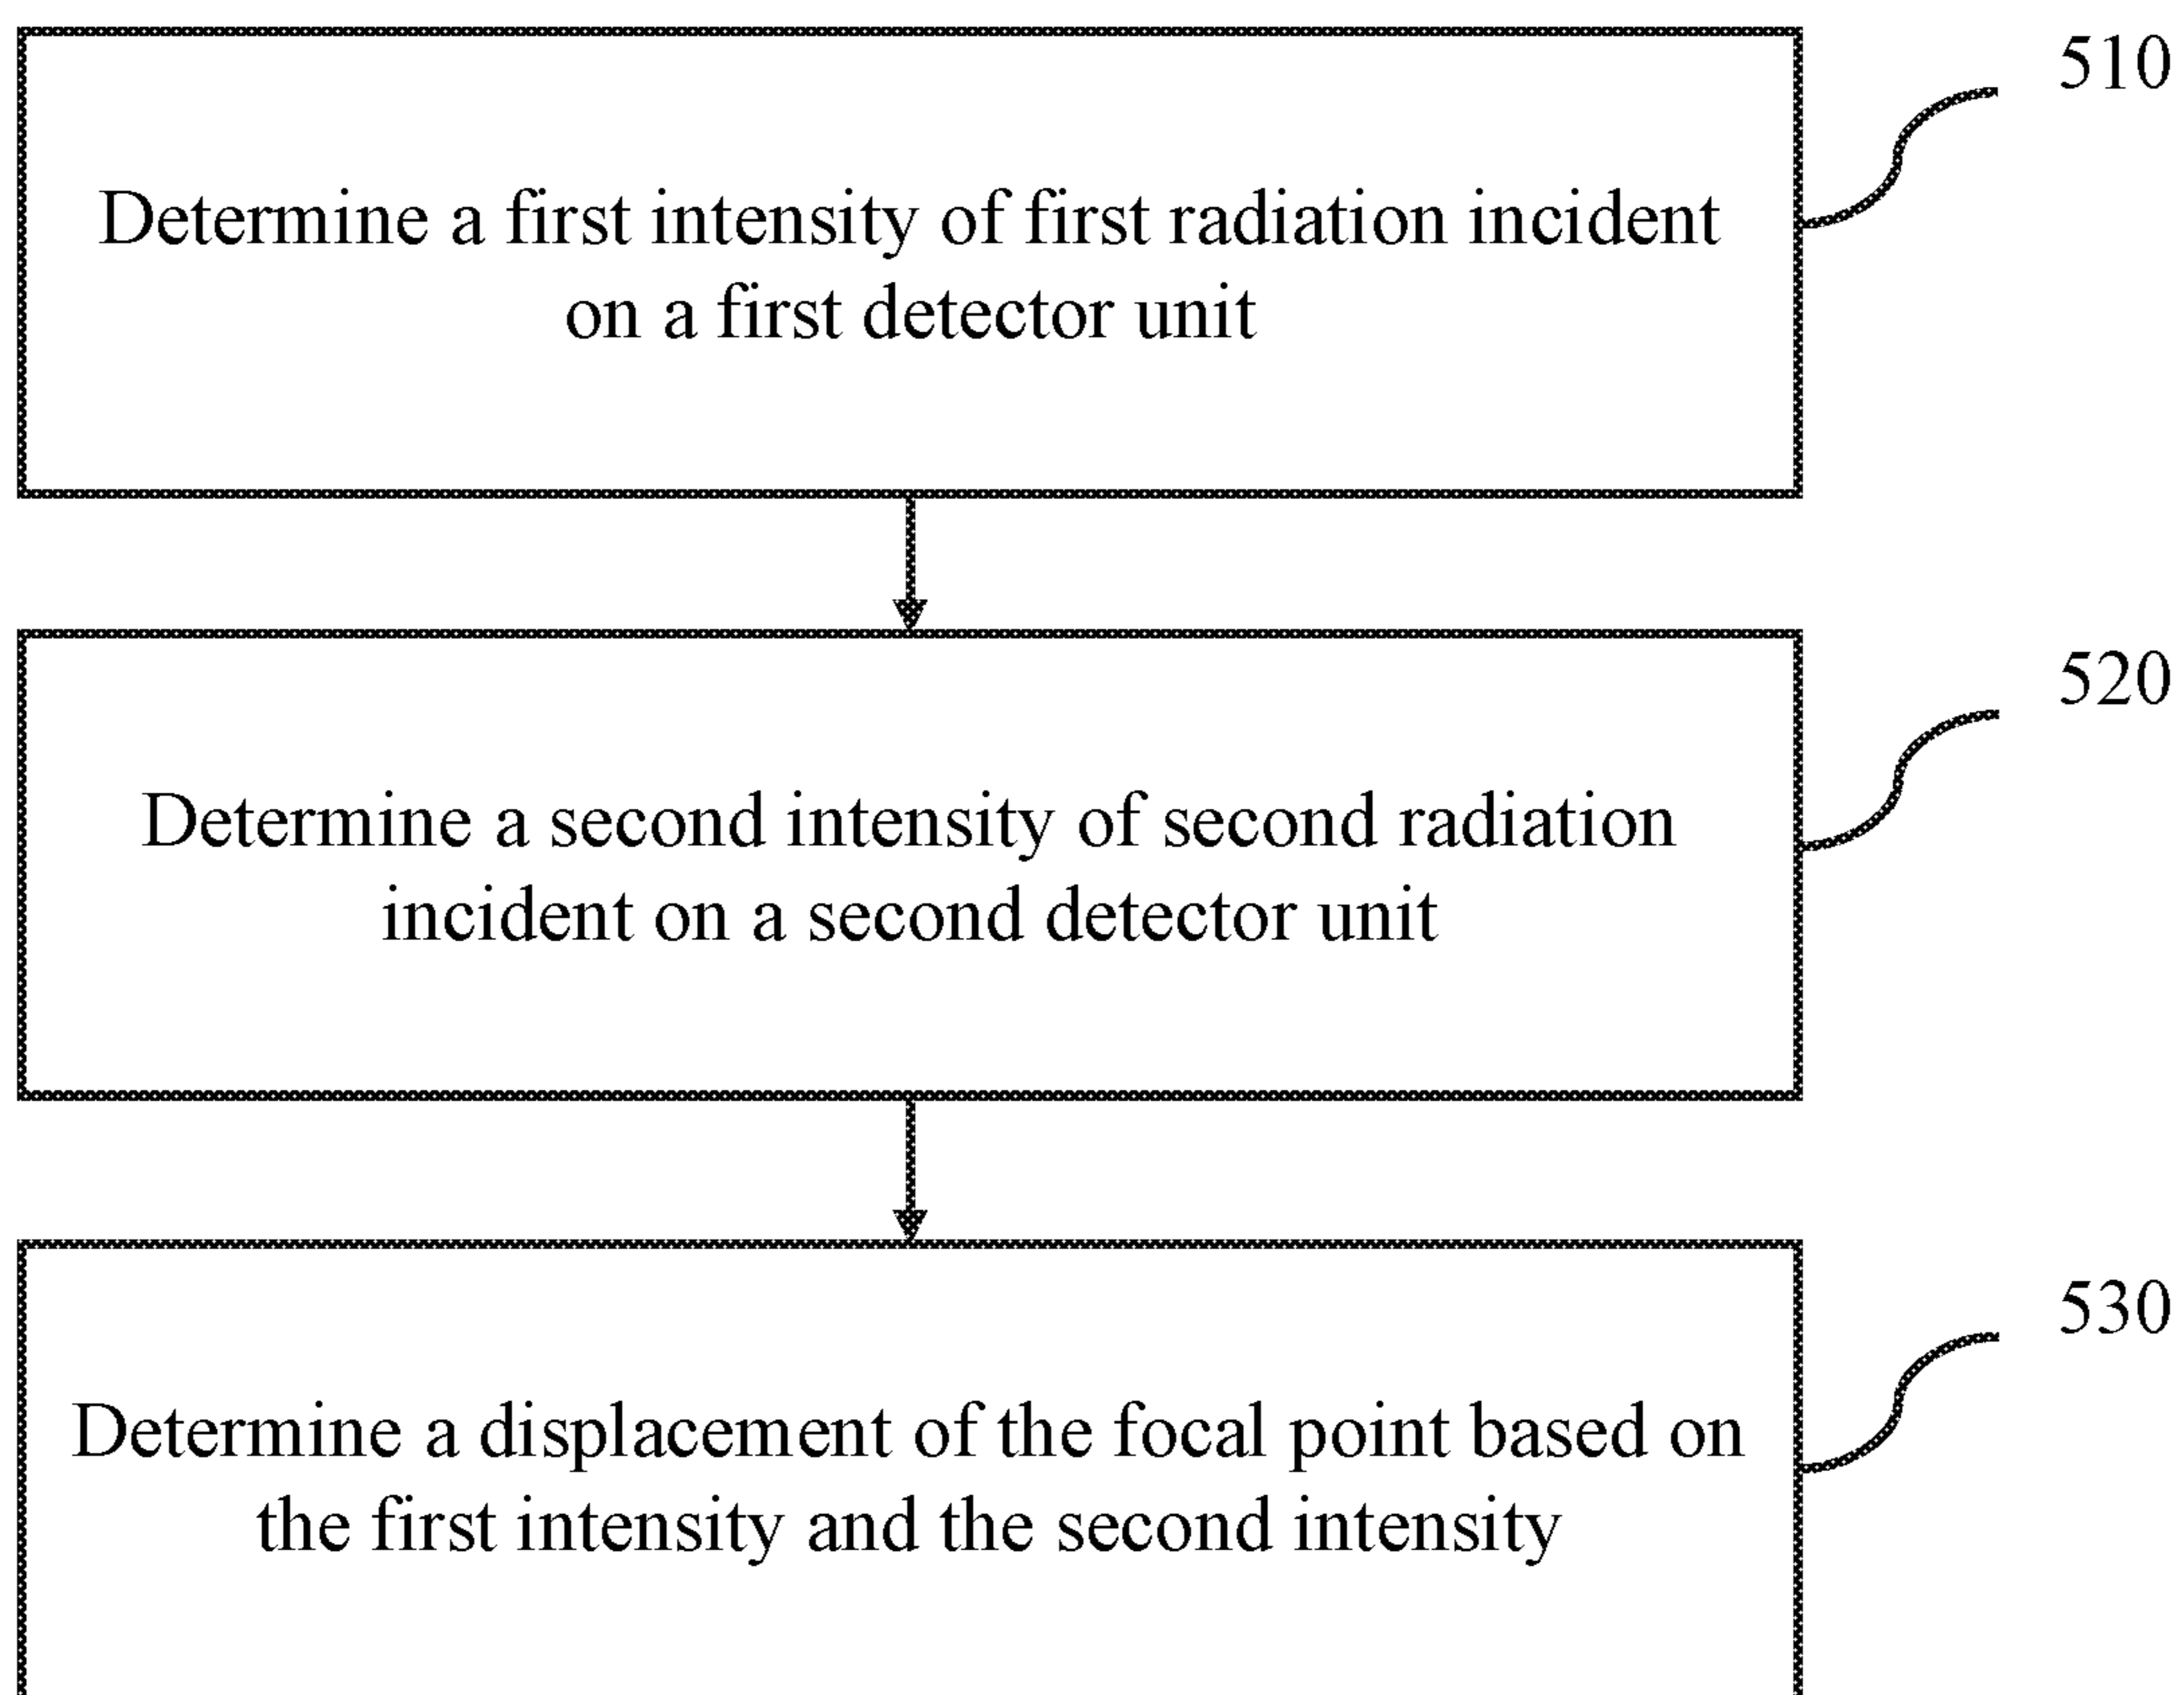 510
Determine a first intensity of first radiation incident
on a first detector unit
520
Determine a second intensity of second radiation
incident on a second detector unit
530
Determine a displacement of the focal point based on
the first intensity and the second intensity